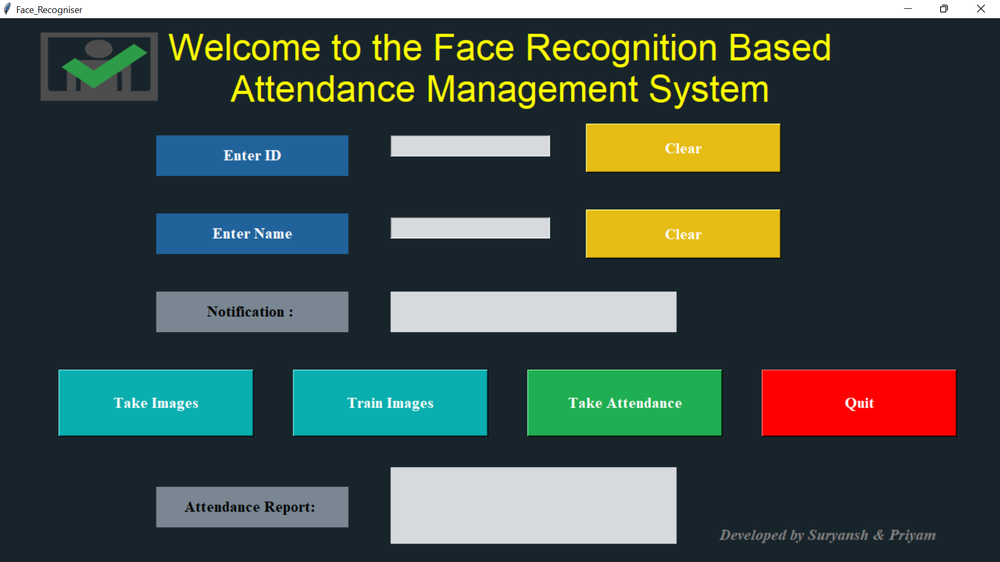 Face_Recogniser
Welcome to the Face Recognition Based
Attendance Management System
Enter ID
Clear
Enter Name
Clear
Notification :
Take Images
Train Images
Take Attendance
Quit
Attendance Report:
Developed by Suryansh & Priyam